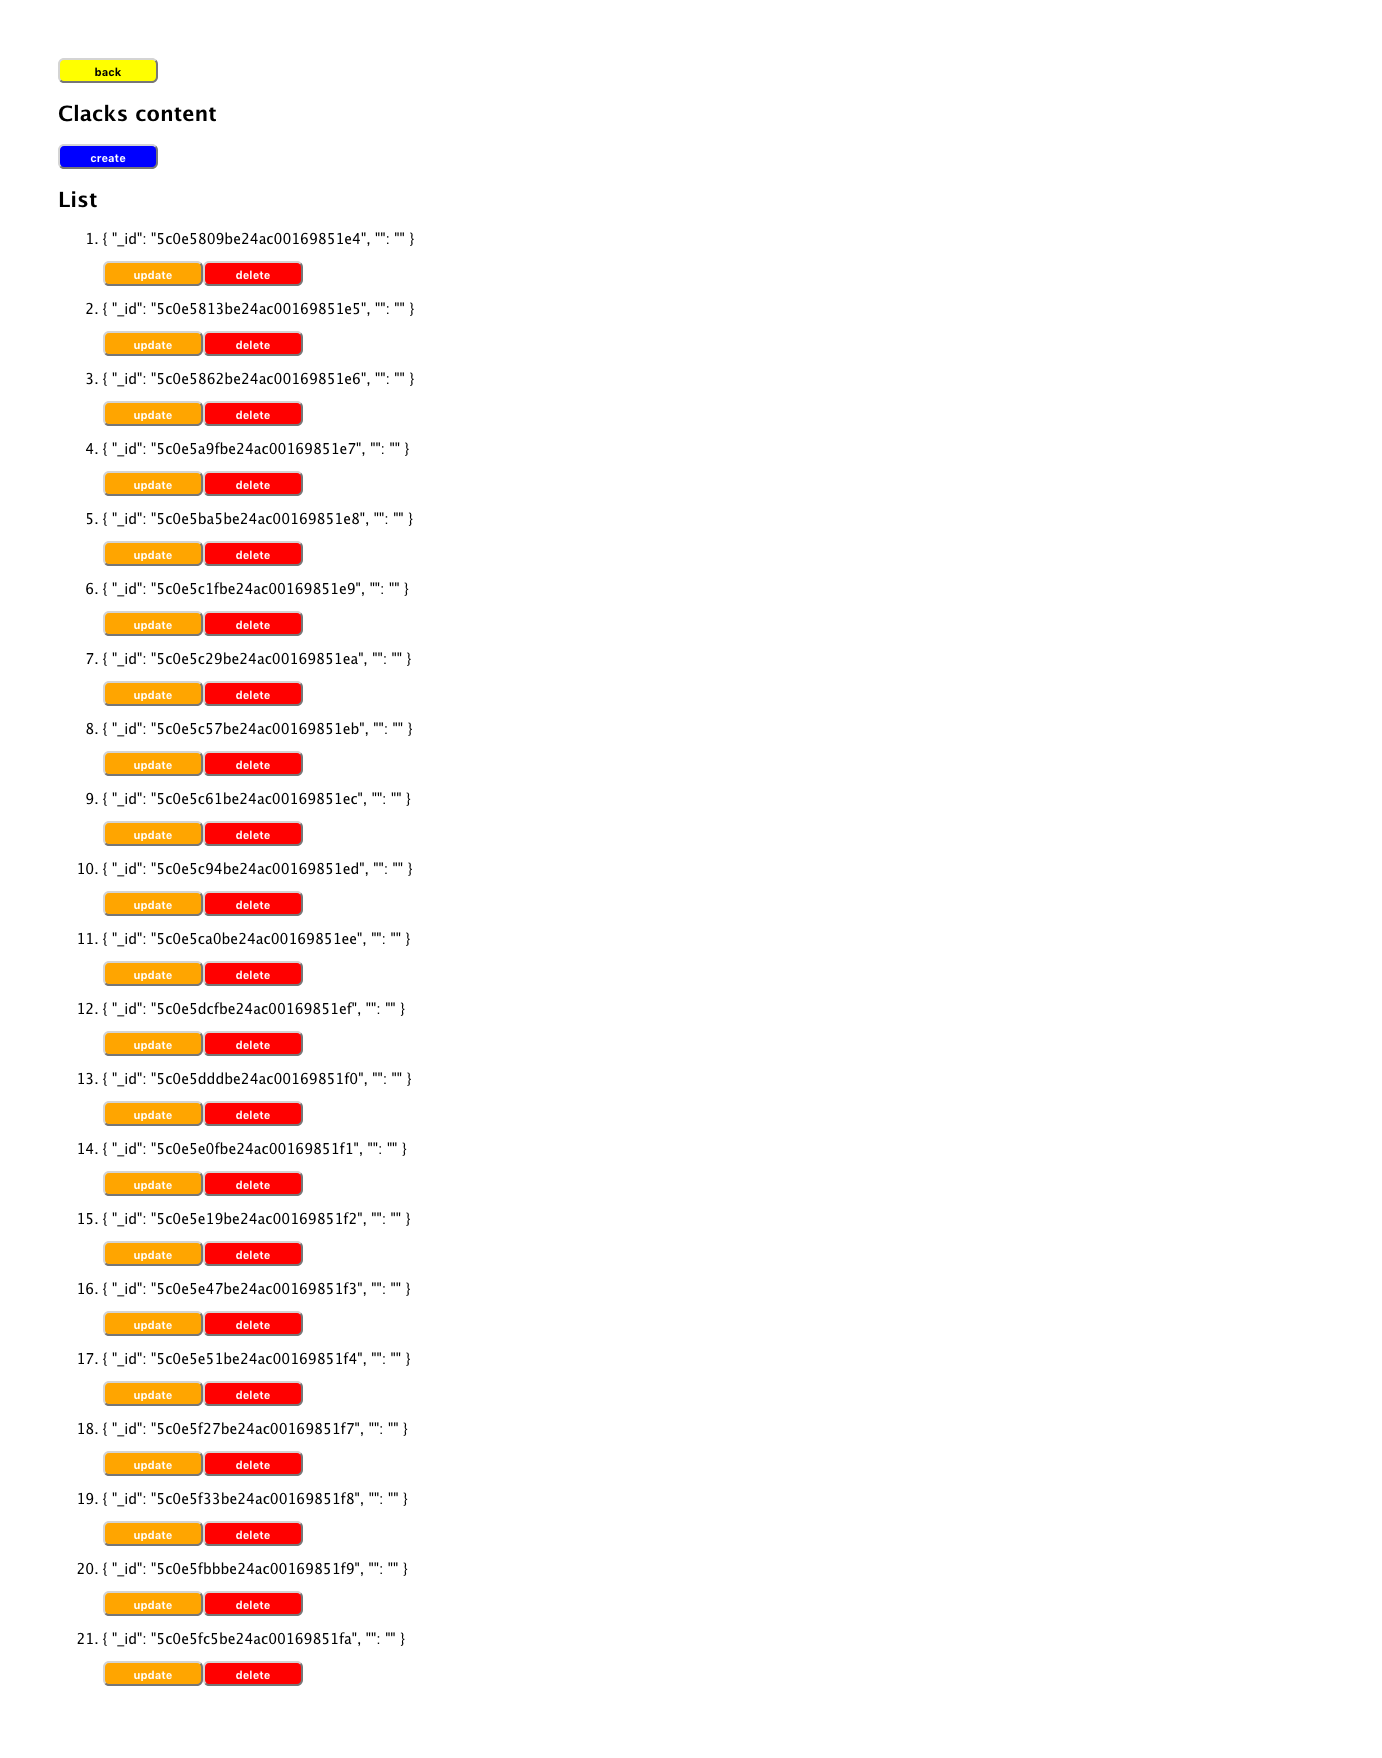 back
Clacks content
create
List
1. { "_id": "5c0e5809be24ac00169851e4", "": "" }
update delete
2. { "_id": "5c0e5813be24ac00169851e5", "": "" }
update delete
3. { "_id": "5c0e5862be24ac00169851e6", "": "" }
update delete
4. { "_id": "5c0e5a9fbe24ac00169851e7", "": "" }
update delete
5. { "_id": "5c0e5ba5be24ac00169851e8", "": "" }
update delete
6. { "_id": "5c0e5c1fbe24ac00169851e9", "": "" }
update delete
7. { "_id": "5c0e5c29be24ac00169851ea", "": "" }
update delete
8. { "_id": "5c0e5c57be24ac00169851eb", "": "" }
update delete
9. { "_id": "5c0e5c61be24ac00169851ec", "": "" }
update delete
10. { "_id": "5c0e5c94be24ac00169851ed", "": "" }
update delete
11. { "_id": "5c0e5ca0be24ac00169851ee", "": "" }
update delete
12. { "_id": "5c0e5dcfbe24ac00169851ef", "": "" }
update delete
13. { "_id": "5c0e5dddbe24ac00169851f0", "": "" }
update delete
14. { "_id": "5c0e5e0fbe24ac00169851f1", "": "" }
update delete
15. { "_id": "5c0e5e19be24ac00169851f2", "": "" }
update delete
16. { "_id": "5c0e5e47be24ac00169851f3", "": "" }
update delete
17. { "_id": "5c0e5e51be24ac00169851f4", "": "" }
update delete
18. { "_id": "5c0e5f27be24ac00169851f7", "": "" }
update delete
19. { "_id": "5c0e5f33be24ac00169851f8", "": "" }
update delete
20. { "_id": "5c0e5fbbbe24ac00169851f9", "": "" }
update delete
21. { "_id": "5c0e5fc5be24ac00169851fa", "": "" }
update delete